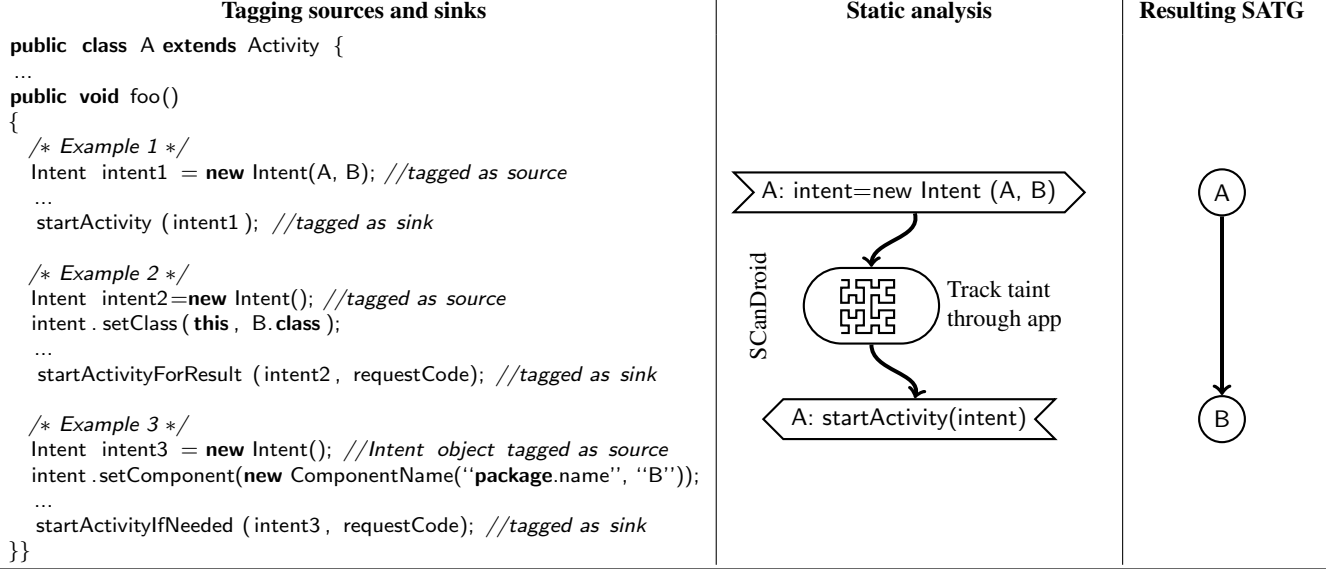 Tagging sources and sinks
public class A extends Activity {
...
public void foo()
{
/* Example 1 */
Intent intent1 = new Intent(A, B); //tagged as source
...
startActivity (intent1 ); //tagged as sink
/* Example 2 */
Intent intent2=new Intent(); //tagged as source
intent . setClass ( this , B.class );
...
startActivityForResult (intent2 , requestCode); //tagged as sink
/* Example 3 */
Intent intent3 = new Intent(); //Intent object tagged as source
intent .setComponent(new ComponentName(‘‘package.name’’, ‘‘B’’));
...
startActivityIfNeeded (intent3 , requestCode); //tagged as sink
}}
Static analysis
A: intent=new Intent (A, B)
SCanDroid
Track taint
through app
A: startActivity(intent)
Resulting SATG
A
B